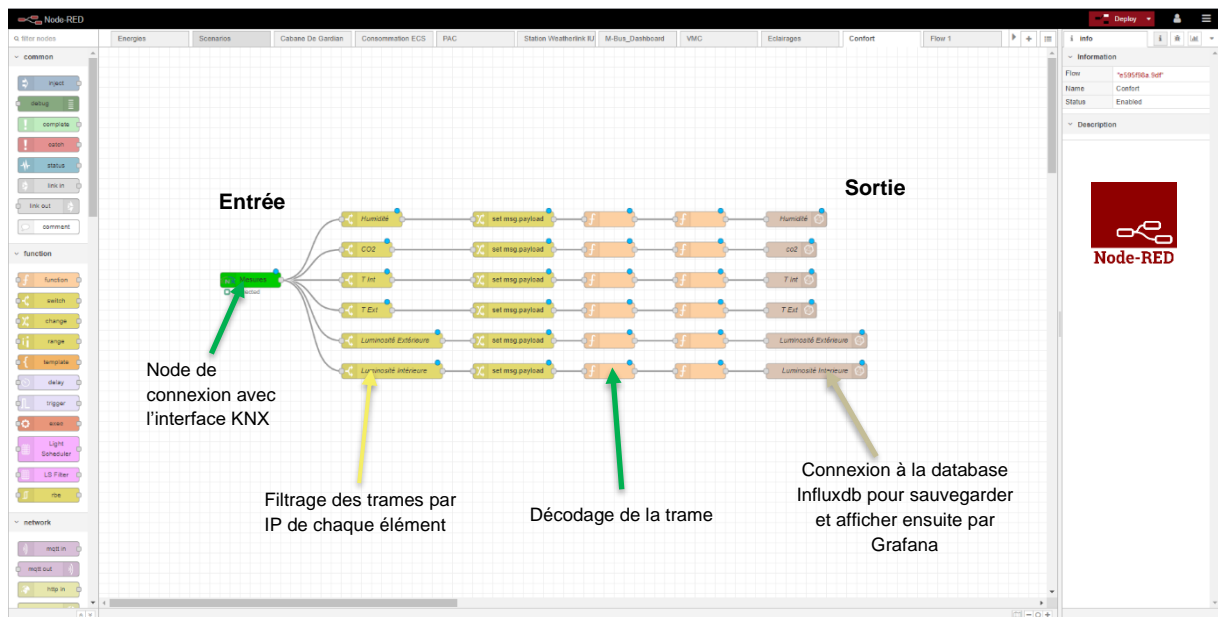 Node-RED
Deploy
filter nodes
Energies
Scenarios
Cabane De Gardian
Consommation ECS
PAC
Station Weatherlink IU
M-Bus_Dashboard
VMC
Eclairages
Confort
Flow 1
info
common
inject
debug
complete
catch
status
link in
link out
comment
function
function
switch
change
range
template
delay
trigger
exec
Light
Scheduler
LS Filter
rbe
network
mqtt in
mqtt out
http in
Entrée
Sortie
Mesures
Humidité
set msg.payload
Humidité
CO2
set msg.payload
co2
T Int
set msg.payload
T Int
T Ext
set msg.payload
T Ext
Luminosité Extérieure
set msg.payload
Luminosité Extérieure
Luminosité Intérieure
set msg.payload
Luminosité Interieure
Node de
connexion avec
l'interface KNX
Filtrage des trames par
IP de chaque élément
Décodage de la trame
Connexion à la database
Influxdb pour sauvegarder
et afficher ensuite par
Grafana
Information
Flow
Name Confort
Status Enabled
Description
Node-RED